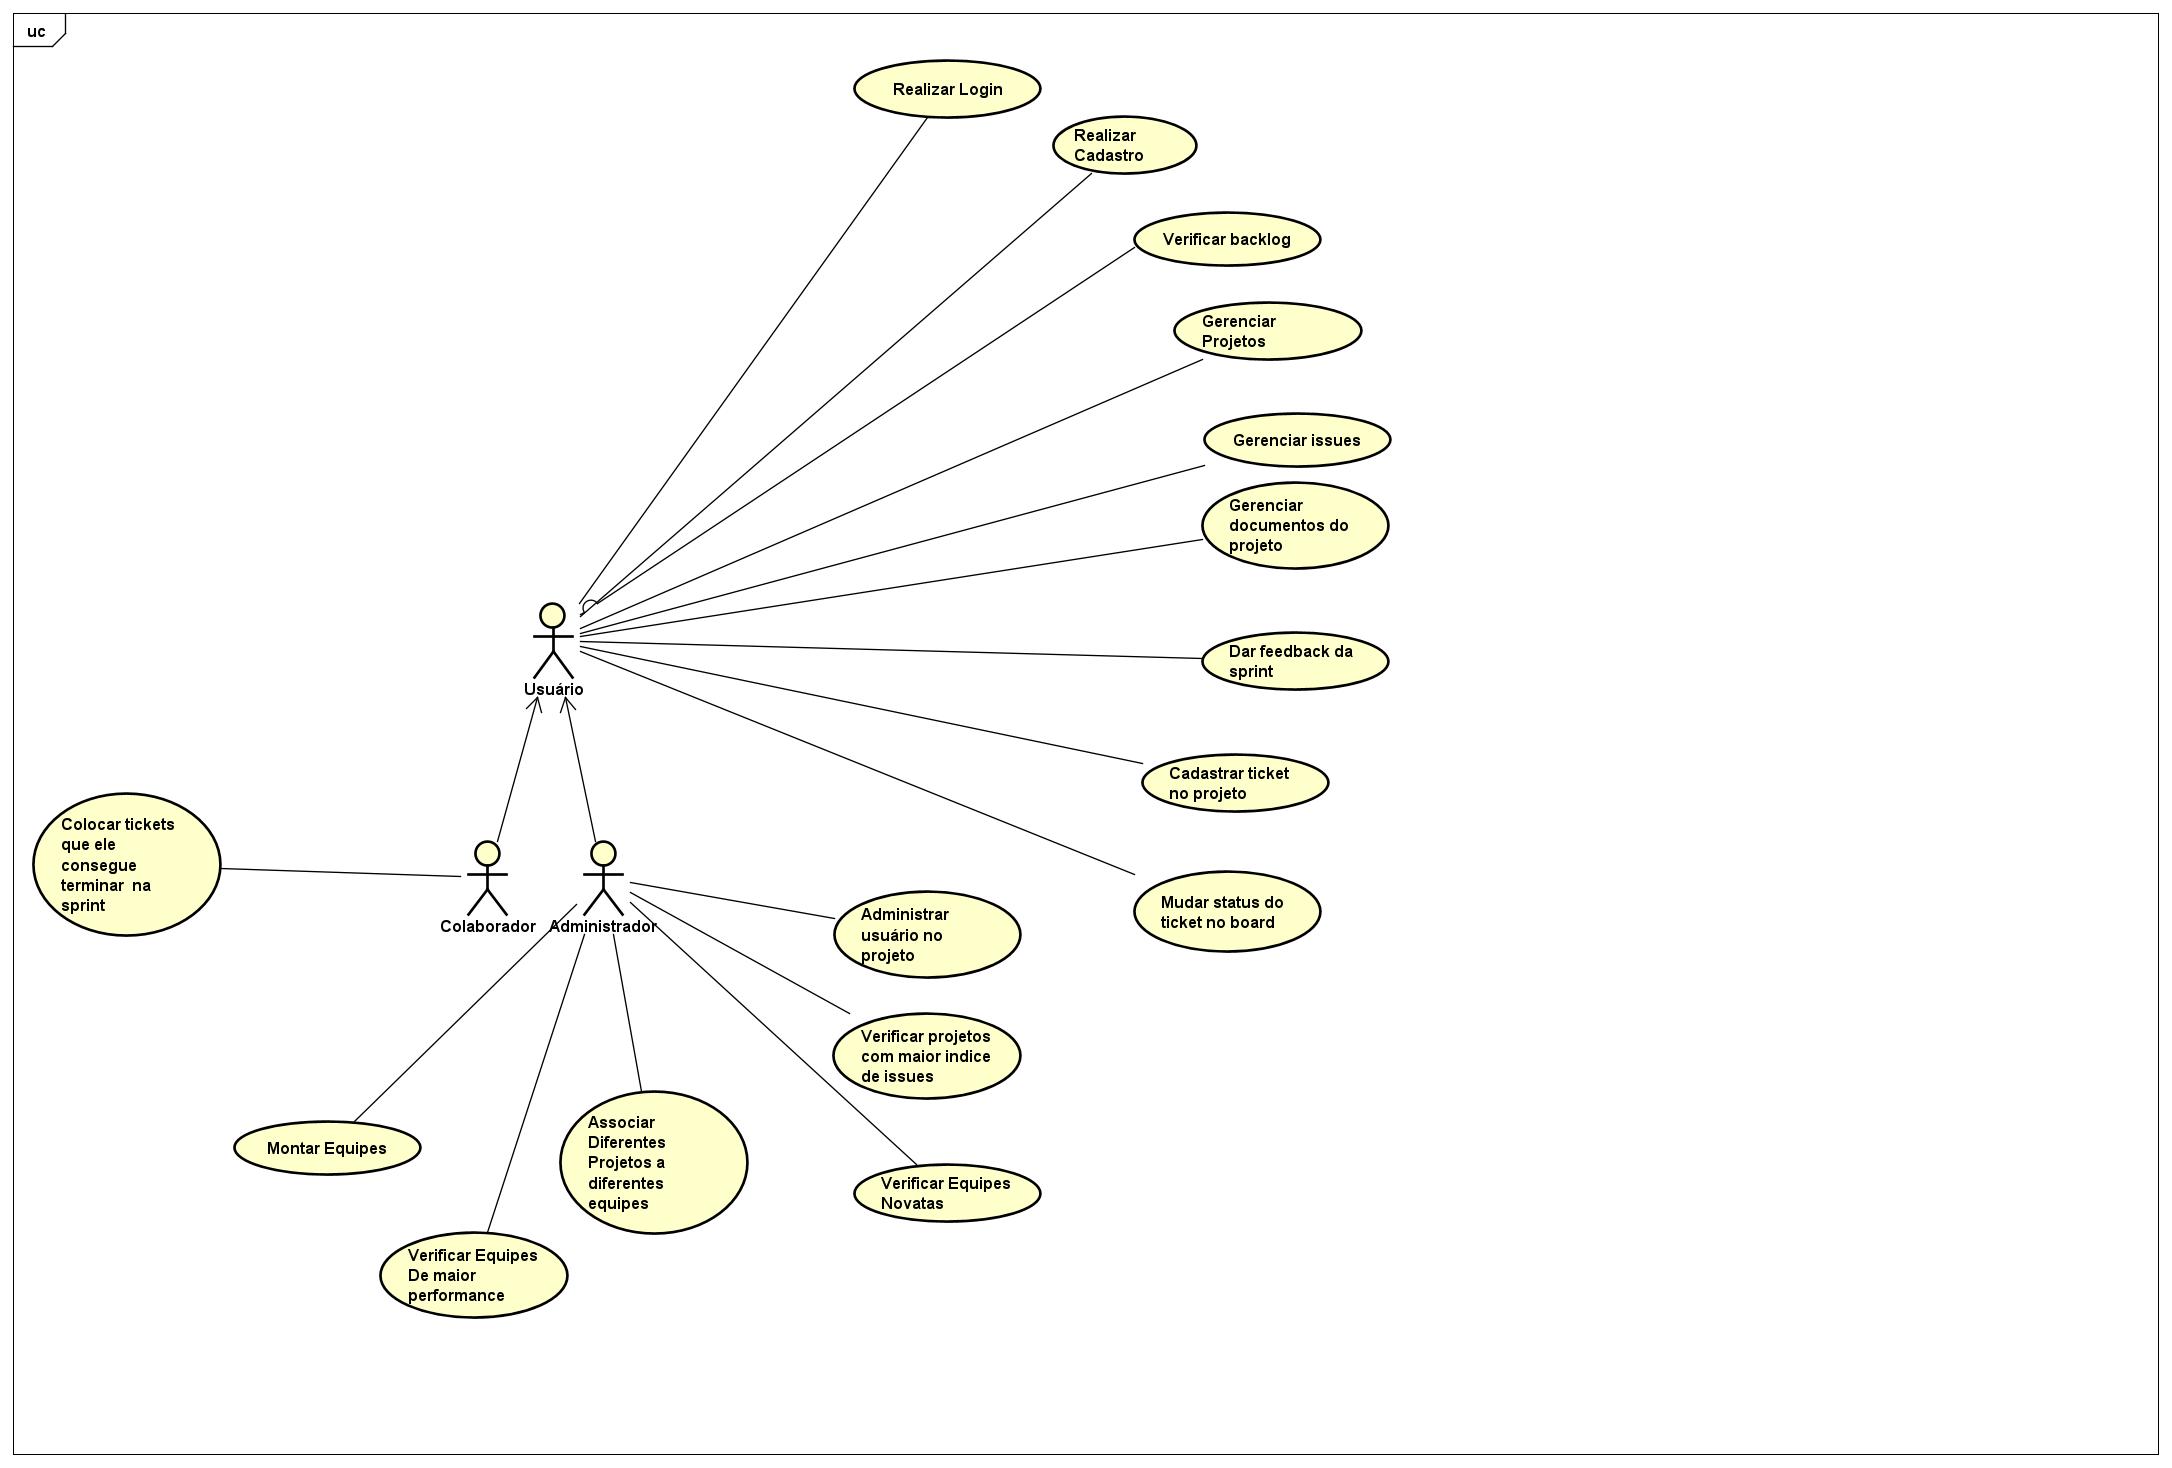 uc
Realizar Login
Realizar
Cadastro
Verificar backlog
Gerenciar
Projetos
Gerenciar issues
Gerenciar
documentos do
projeto
Usuário
Dar feedback da
sprint
Cadastrar ticket
no projeto
Colocar tickets
que ele
consegue
terminar  na
sprint
Colaborador
Administrador
Mudar status do
ticket no board
Administrar
usuário no
projeto
Verificar projetos
com maior indice
de issues
Montar Equipes
Associar
Diferentes
Projetos a
diferentes
equipes
Verificar Equipes
Novatas
Verificar Equipes
De maior
performance